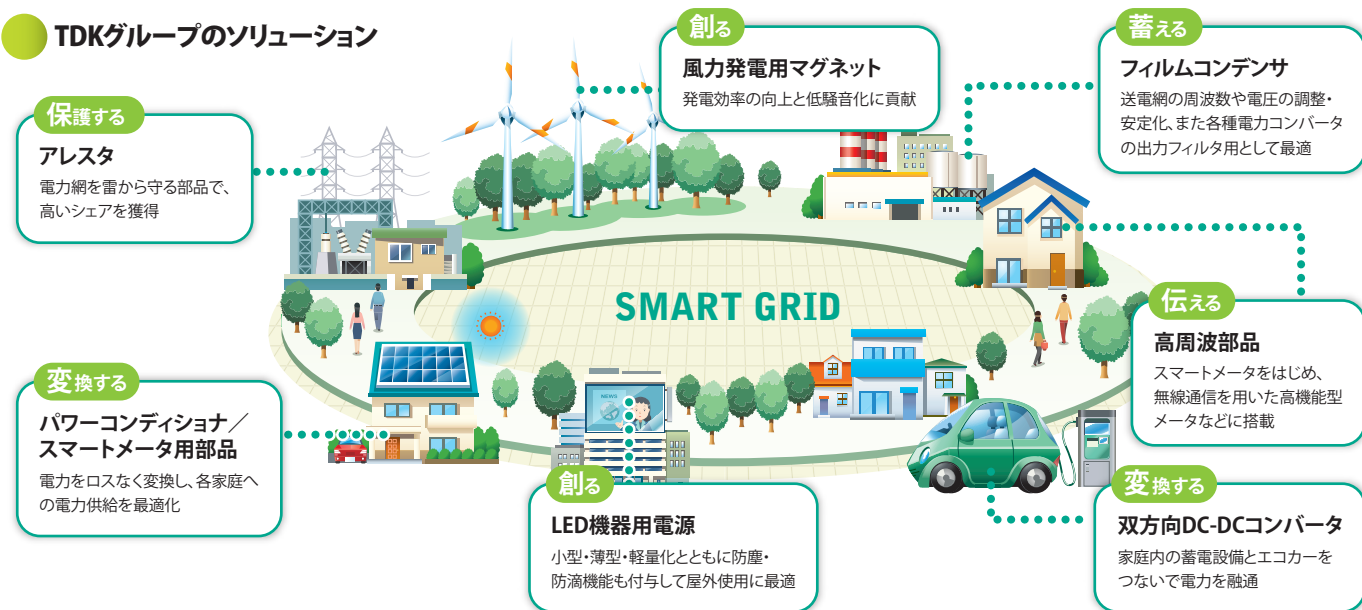 TDKグループのソリューション
創る
風力発電用マグネット
発電効率の向上と低騒音化に貢献
蓄える
フィルムコンデンサ
送電網の周波数や電圧の調整・
安定化、また各種電力コンバータ
の出力フィルタ用として最適
保護する
アレスタ
電力網を雷から守る部品で、
高いシェアを獲得
SMART GRID
伝える
高周波部品
スマートメータをはじめ、
無線通信を用いた高機能型
メータなどに搭載
変換する
パワーコンディショナ／
スマートメータ用部品
電力をロスなく変換し、各家庭へ
の電力供給を最適化
NEWS
創る
LED機器用電源
小型・薄型・軽量化とともに防塵・
防滴機能も付与して屋外使用に最適
変換する
双方向DC-DCコンバータ
家庭内の蓄電設備とエコカーを
つないで電力を融通